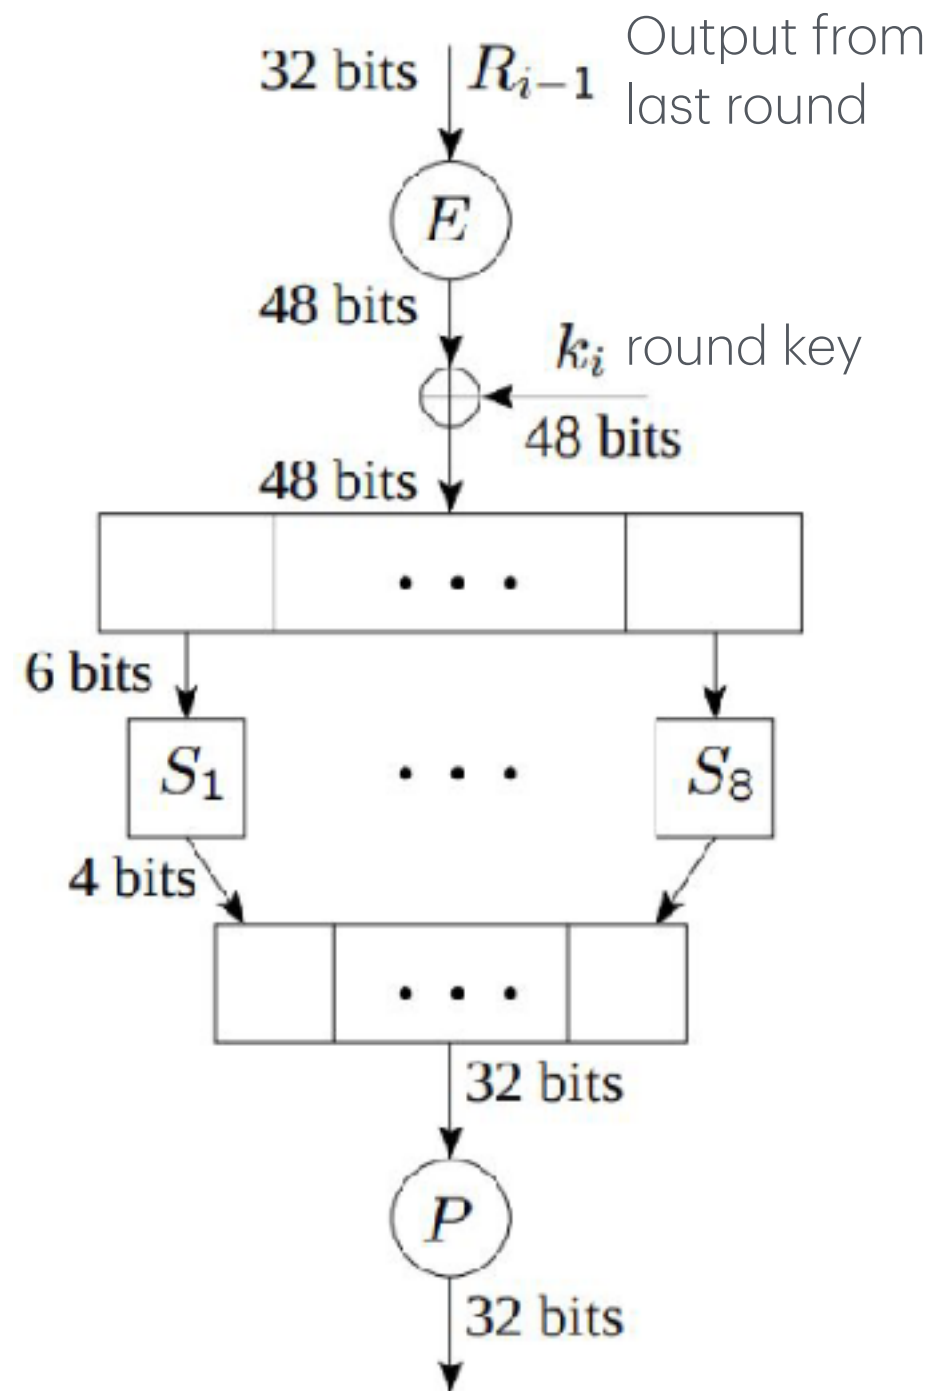 32 bits R_{i−1} Output from
last round
E
48 bits
k_i round key
48 bits
48 bits
. . .
6 bits
S_1 . . . S_8
4 bits
. . .
32 bits
P
32 bits